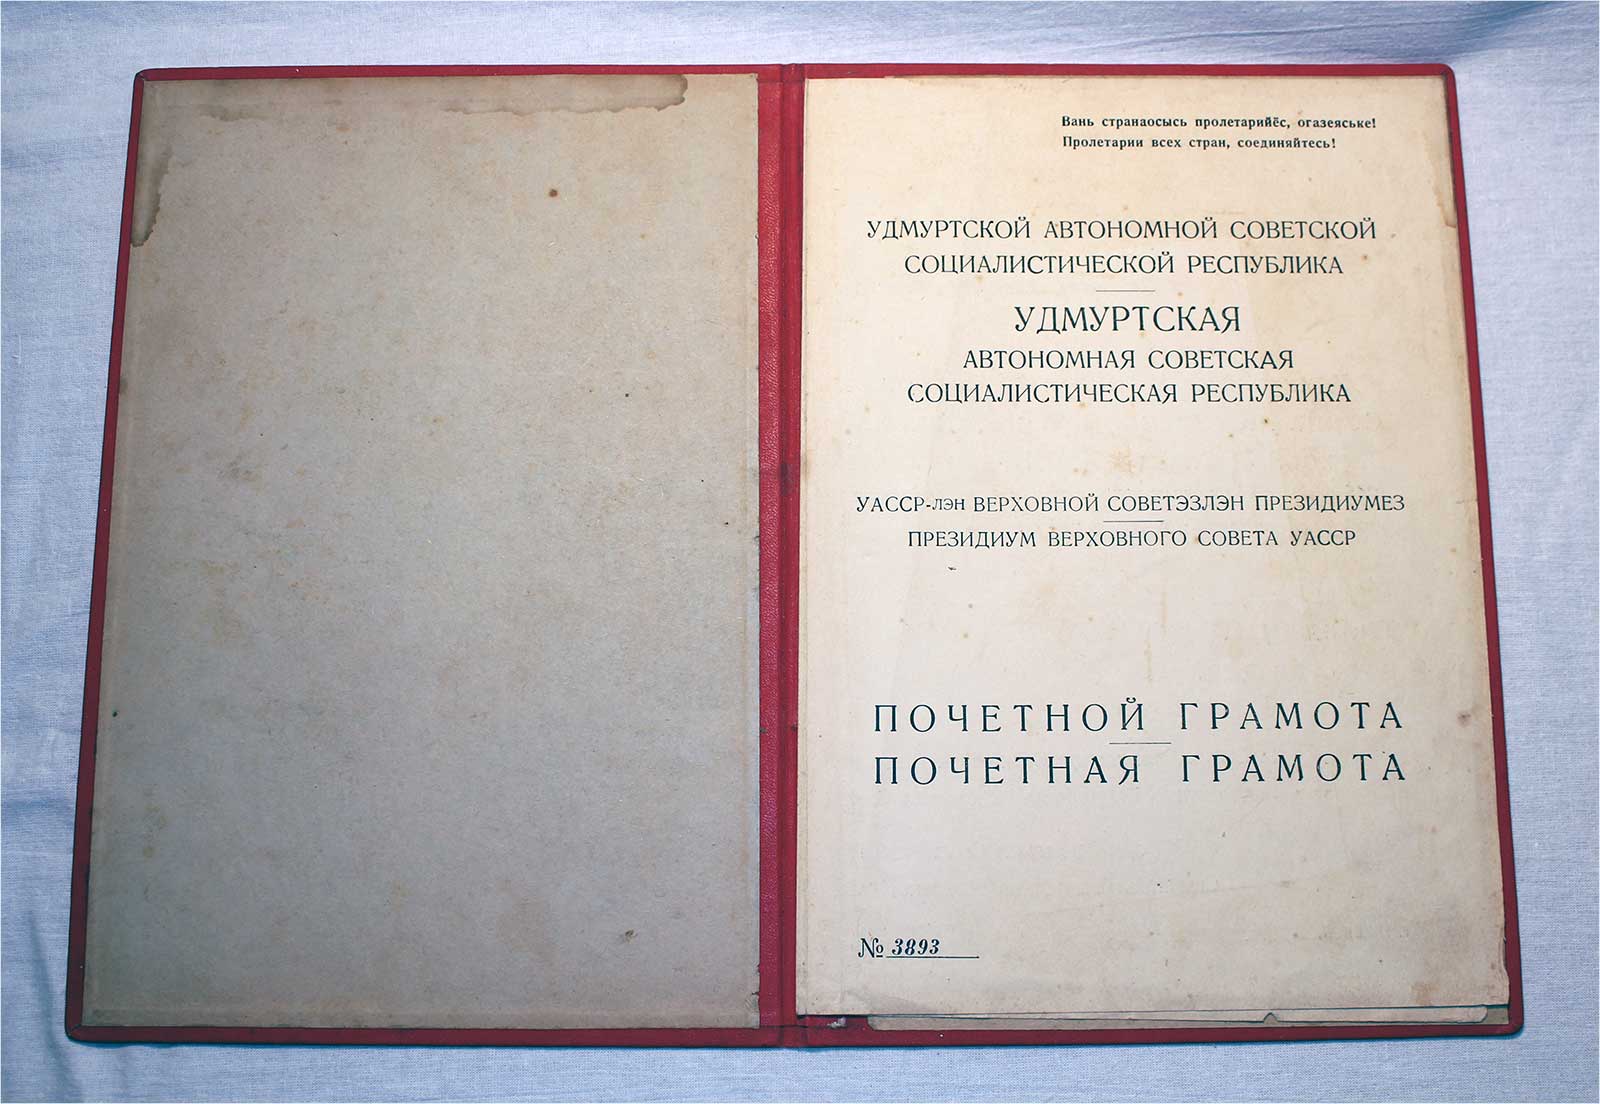 Вань странаосысь пролетарийёс, огазеяське!
Пролетарии всех стран, соединяйтесь!
УДМУРТСКОЙ АВТОНОМНОЙ СОВЕТСКОЙ
СОЦИАЛИСТИЧЕСКОЙ РЕСПУБЛИКА
УДМУРТСКАЯ
АВТОНОМНАЯ СОВЕТСКАЯ
СОЦИАЛИСТИЧЕСКАЯ РЕСПУБЛИКА
УАССР-лэн ВЕРХОВНОЙ СОВЕТЭЗЛЭН ПРЕЗИДИУМЕЗ
ПРЕЗИДИУМ ВЕРХОВНОГО СОВЕТА УАССР
ПОЧЕТНОЙ ГРАМОТА
ПОЧЕТНАЯ ГРАМОТА
№ 3893